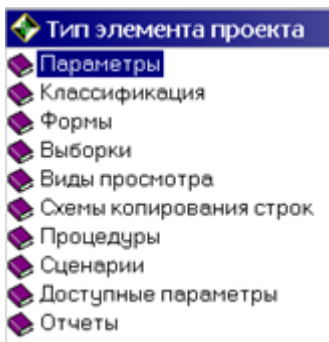 Тип элемента проекта
Параметры
Классификация
Формы
Выборки
Виды просмотра
Схемы копирования строк
Процедуры
Сценарии
Доступные параметры
Отчеты